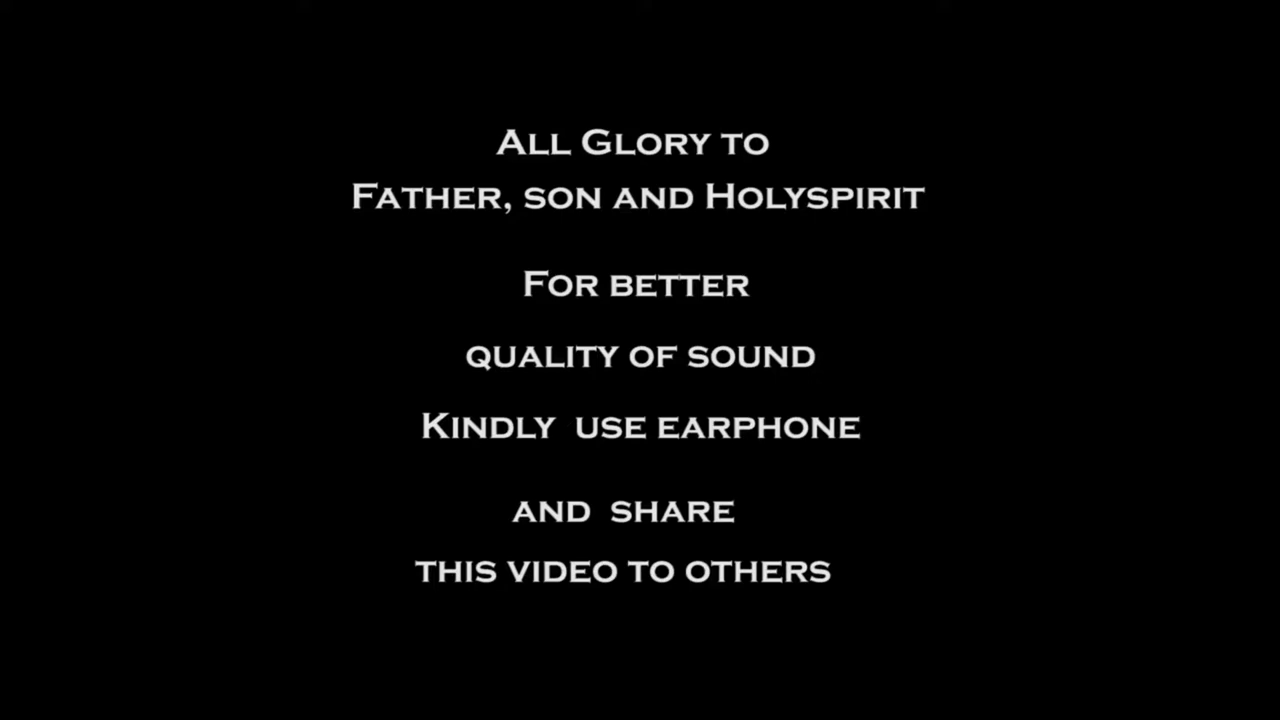 All Glory to
Father, son and Holyspirit
For better
quality of sound
Kindly use earphone
and share
this video to others